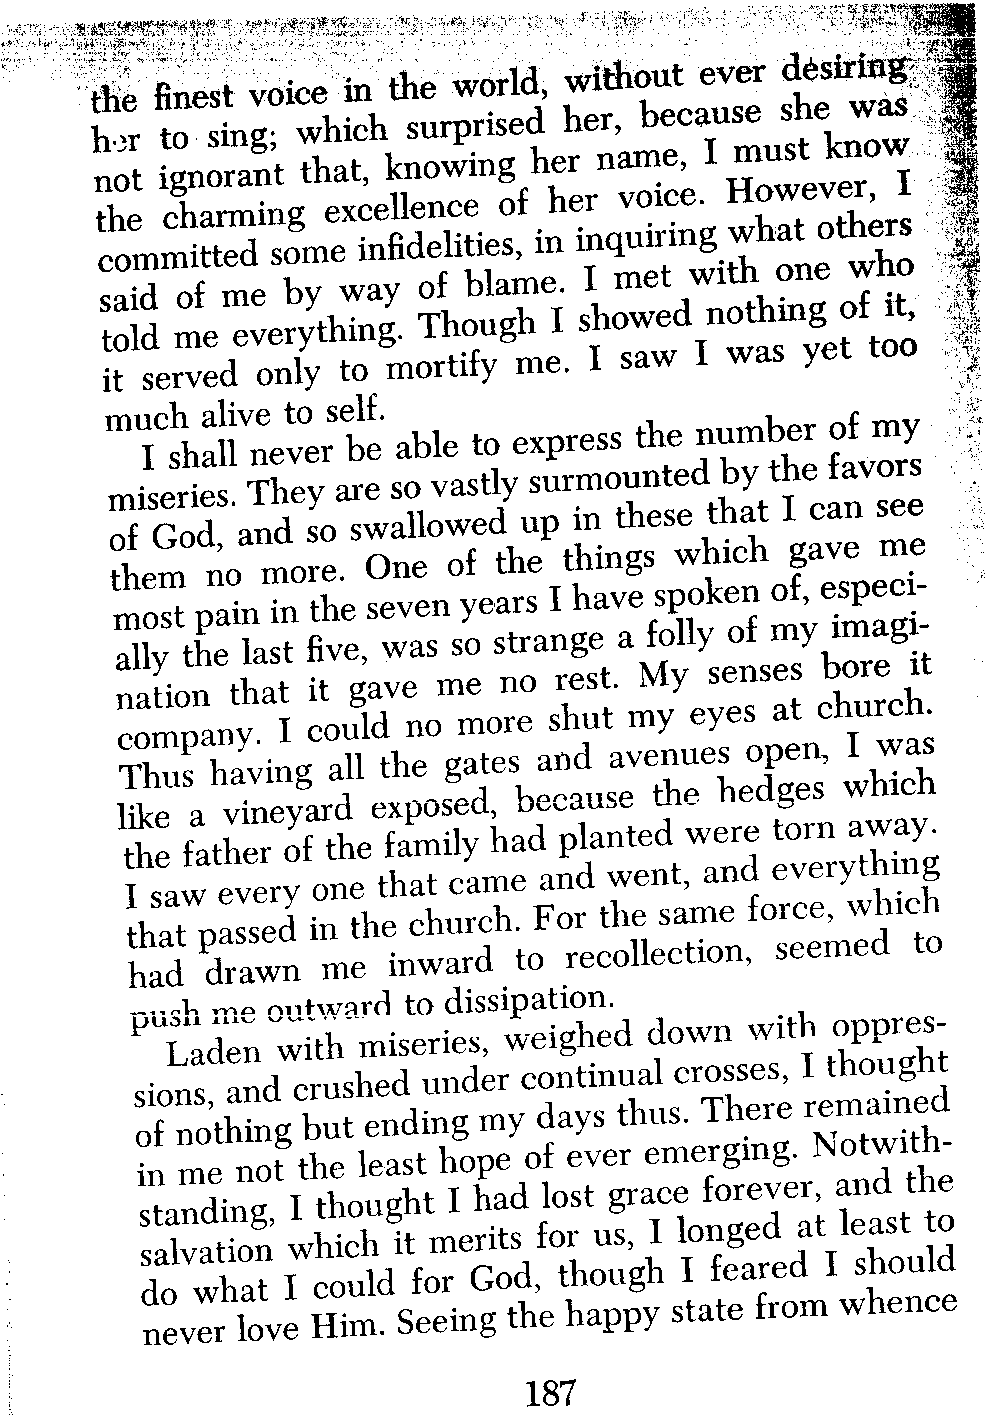 the finest voice in the world, without ever desiring
her to sing; which surprised her, because she was
not ignorant that, knowing her name, I must know
the charming excellence of her voice. However, I
committed some infidelities, in inquiring what others
said of me by way of blame. I met with one who
told me everything. Though I showed nothing of it,
it served only to mortify me. I saw I was yet too
much alive to self.
I shall never be able to express the number of my
miseries. They are so vastly surmounted by the favors
of God, and so swallowed up in these that I can see
them no more. One of the things which gave me
most pain in the seven years I have spoken of, especi-
ally the last five, was so strange a folly of my imagi-
nation that it gave me no rest. My senses bore it
company. I could no more shut my eyes at church.
Thus having all the gates and avenues open, I was
like a vineyard exposed, because the hedges which
the father of the family had planted were torn away.
I saw every one that came and went, and everything
that passed in the church. For the same force, which
had drawn me inward to recollection, seemed to
push me outward to dissipation.
Laden with miseries, weighed down with oppres-
sions, and crushed under continual crosses, I thought
of nothing but ending my days thus. There remained
in me not the least hope of ever emerging. Notwith-
standing, I thought I had lost grace forever, and the
salvation which it merits for us, I longed at least to
do what I could for God, though I feared I should
never love Him. Seeing the happy state from whence
187